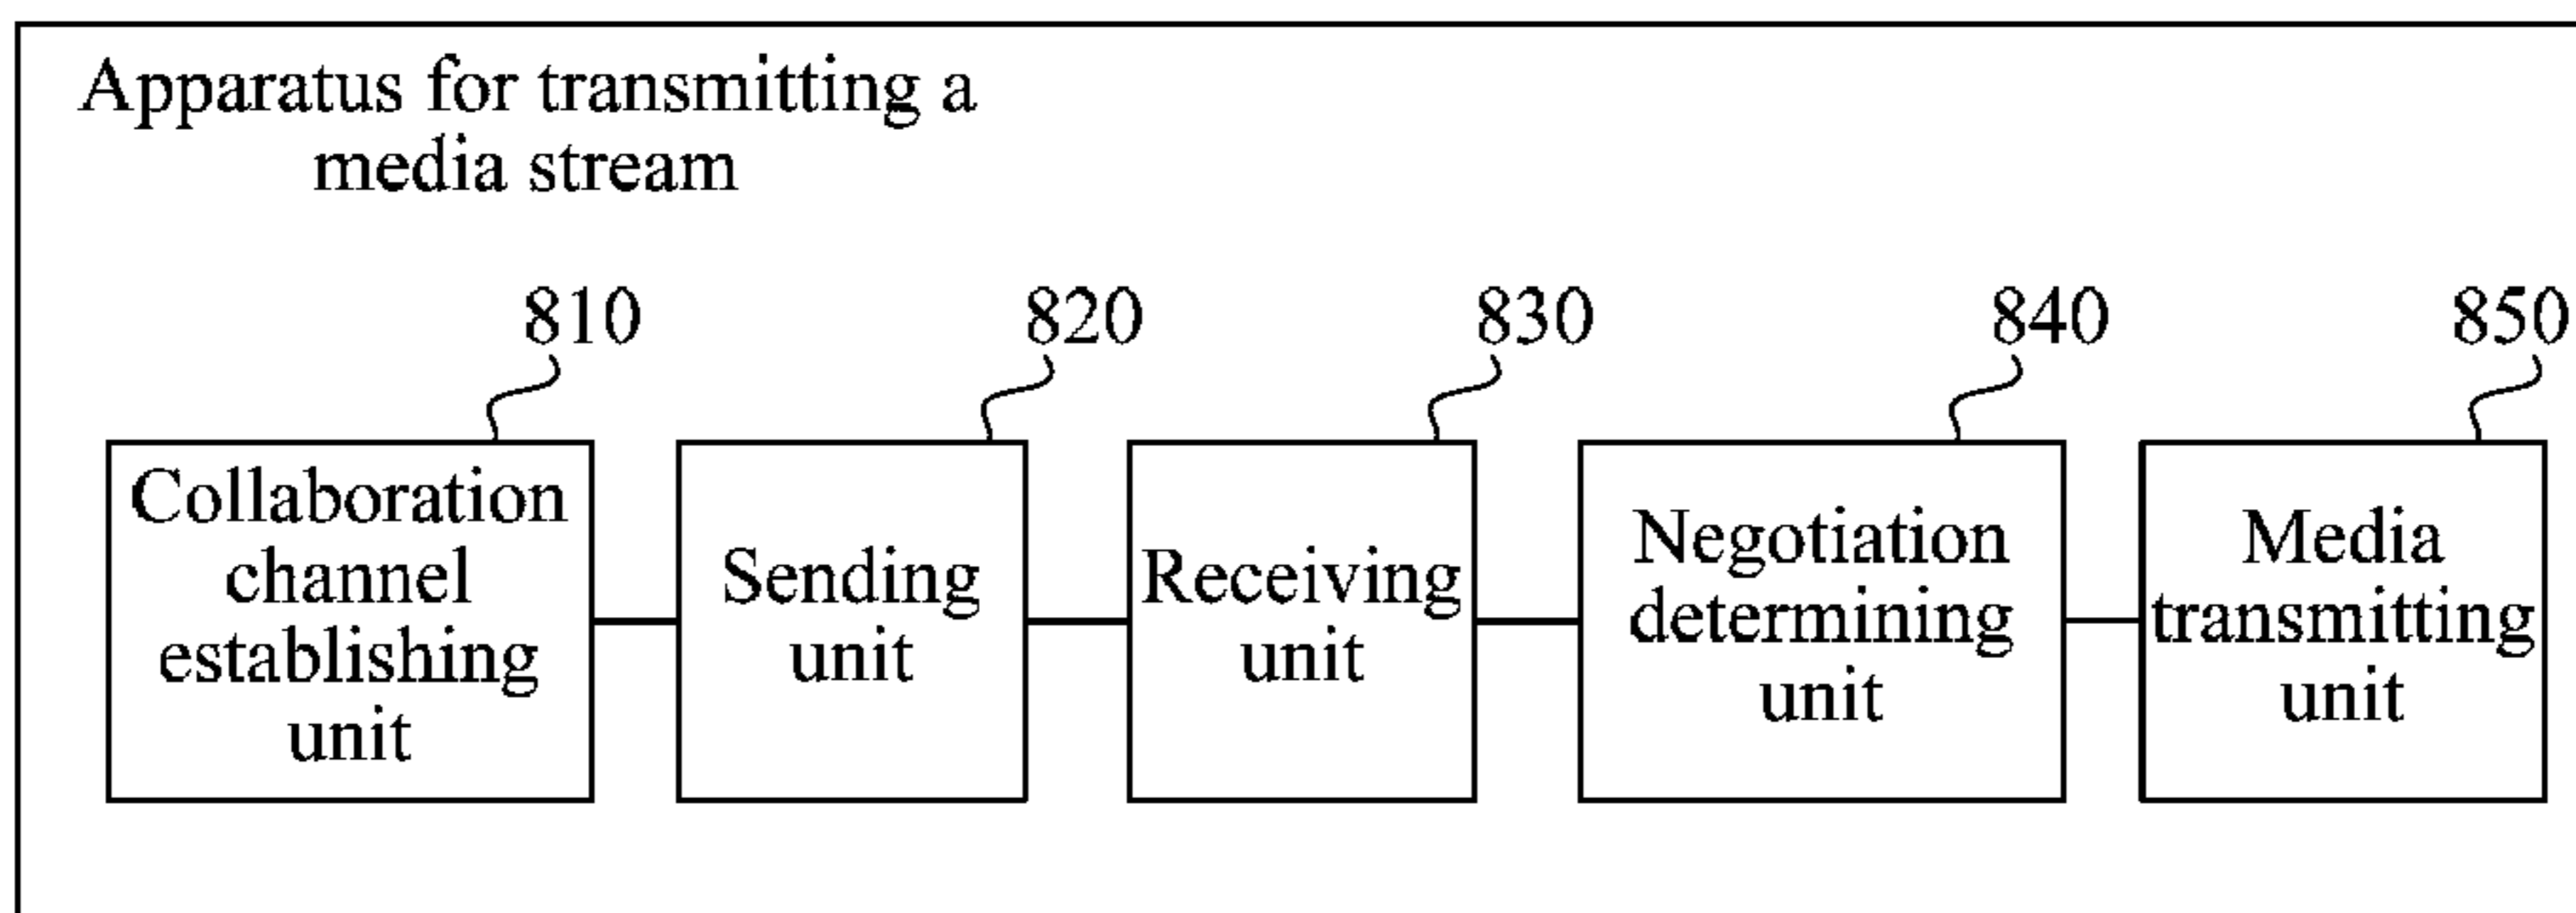 Apparatus for transmitting a
media stream
810
820
830
840
850
Collaboration
channel
establishing
unit
Sending
unit
Receiving
unit
Negotiation
determining
unit
Media
transmitting
unit